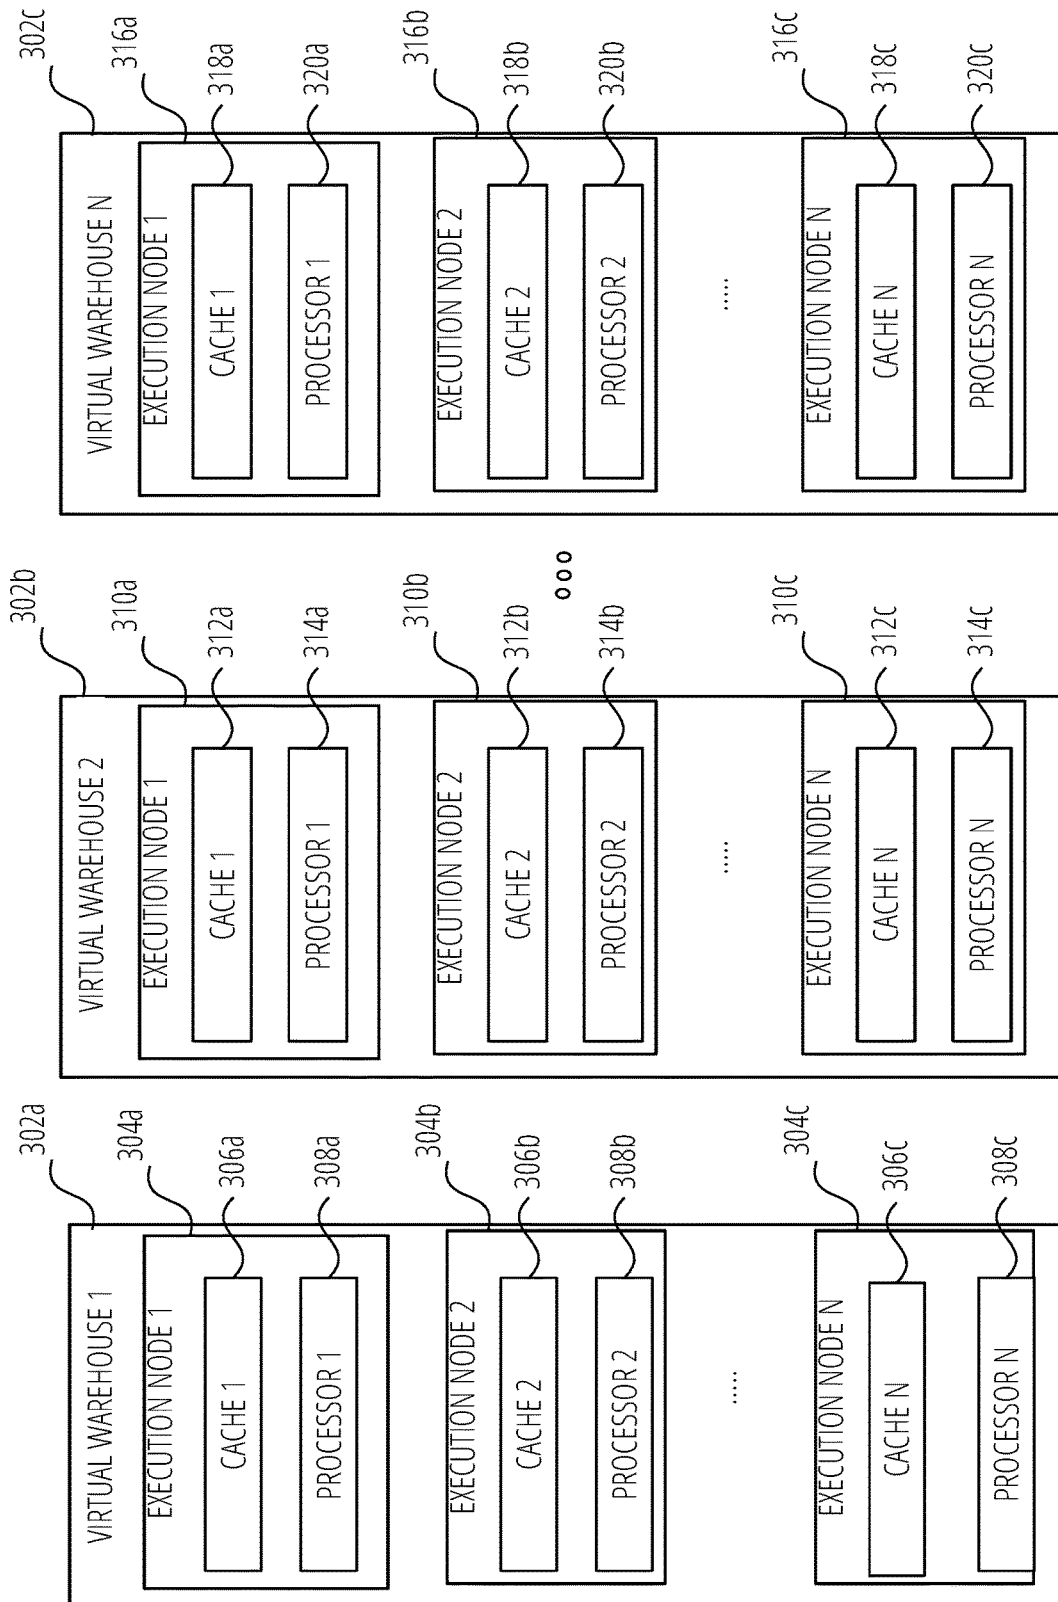 VIRTUAL WAREHOUSE 1
302a
EXECUTION NODE 1
304a
CACHE 1
306a
PROCESSOR 1
308a
EXECUTION NODE 2
304b
CACHE 2
306b
PROCESSOR 2
308b
.....
EXECUTION NODE N
304c
CACHE N
306c
PROCESSOR N
308c
VIRTUAL WAREHOUSE 2
302b
EXECUTION NODE 1
310a
CACHE 1
312a
PROCESSOR 1
314a
EXECUTION NODE 2
310b
CACHE 2
312b
PROCESSOR 2
314b
.....
EXECUTION NODE N
310c
CACHE N
312c
PROCESSOR N
314c
VIRTUAL WAREHOUSE N
302c
EXECUTION NODE 1
316a
CACHE 1
318a
PROCESSOR 1
320a
EXECUTION NODE 2
316b
CACHE 2
318b
PROCESSOR 2
320b
.....
EXECUTION NODE N
316c
CACHE N
318c
PROCESSOR N
320c